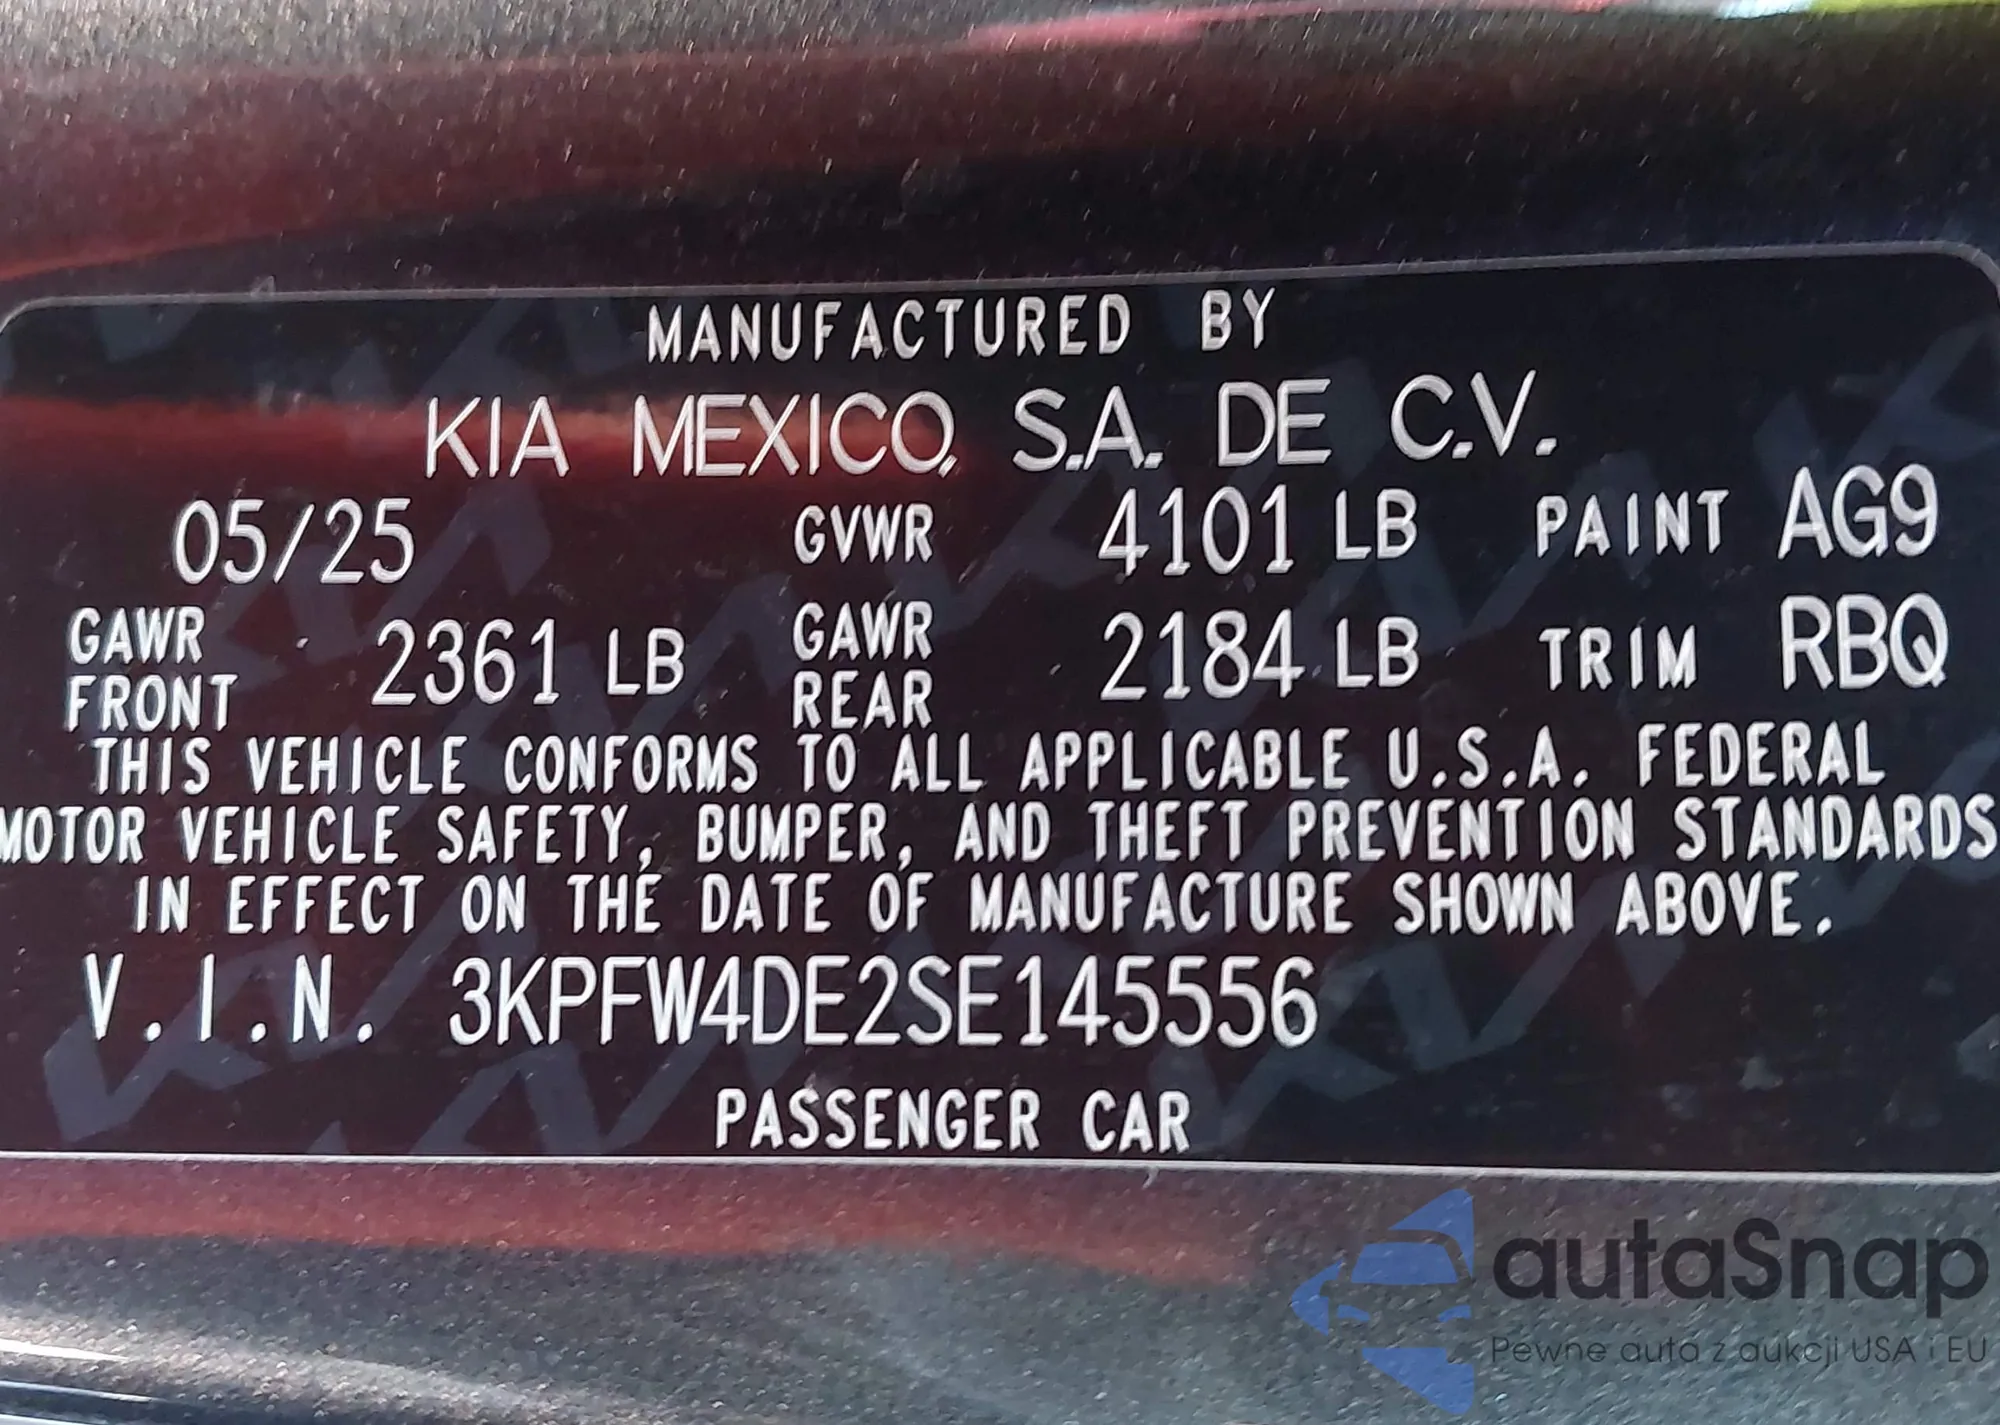 MANUFACTURED BY
KIA MEXICO, S.A. DE C.V.
05/25 GVWR 4101 LB PAINT AG9
GAWR FRONT 2361 LB GAWR REAR 2184 LB TRIM RBQ
THIS VEHICLE CONFORMS TO ALL APPLICABLE U.S.A. FEDERAL
MOTOR VEHICLE SAFETY, BUMPER, AND THEFT PREVENTION STANDARDS
IN EFFECT ON THE DATE OF MANUFACTURE SHOWN ABOVE.
V.I.N. 3KPFW4DE2SE145556
PASSENGER CAR
autaSnap
Pewne auta z aukcji USA i EU